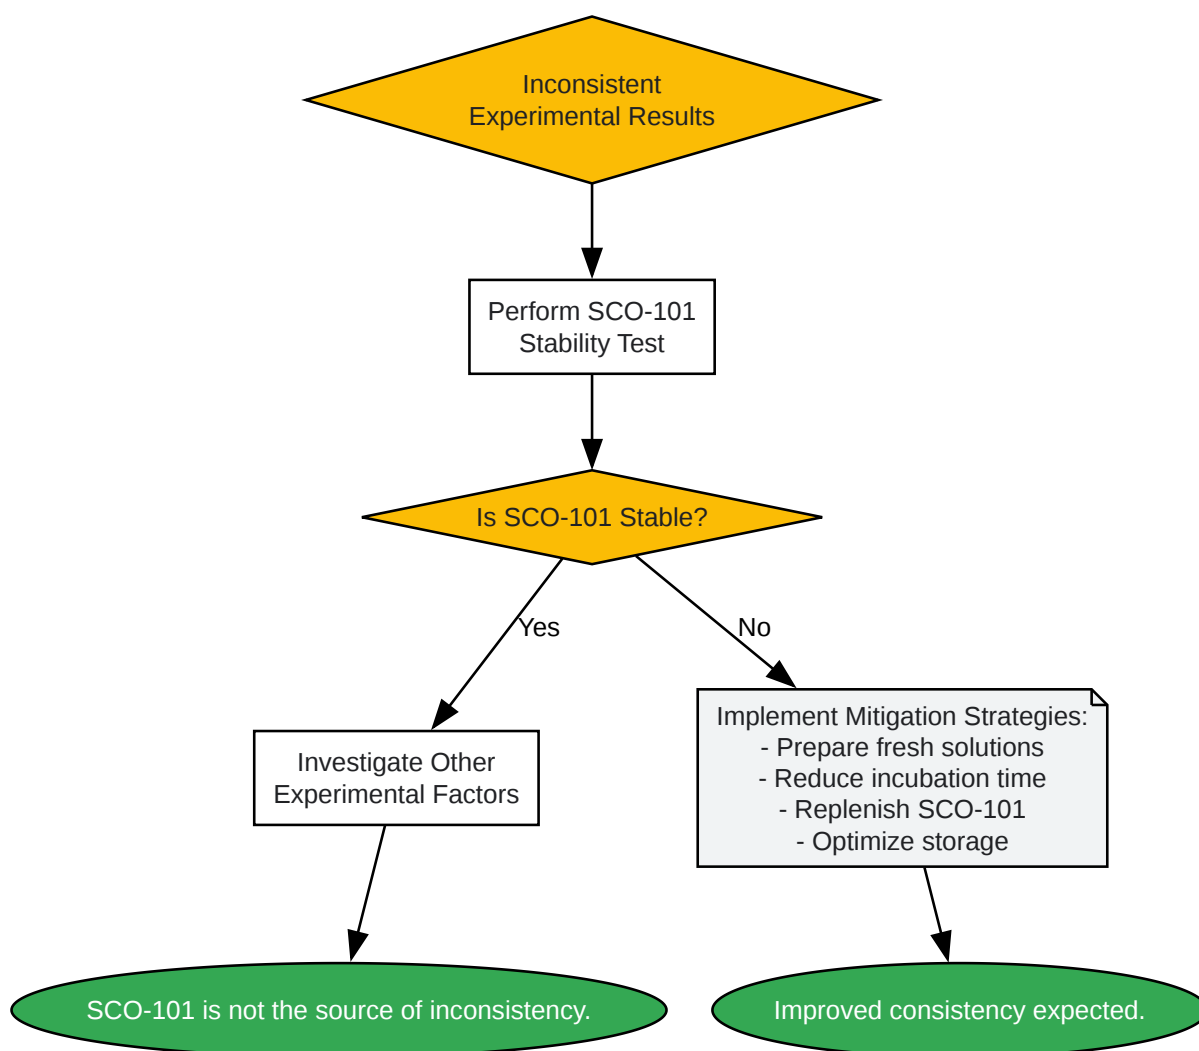 Inconsistent
Experimental Results
Perform SCO-101
Stability Test
Is SCO-101 Stable?
Yes
No
Implement Mitigation Strategies:
- Prepare fresh solutions
- Reduce incubation time
- Replenish SCO-101
- Optimize storage
Investigate Other
Experimental Factors
SCO-101 is not the source of inconsistency.
Improved consistency expected.